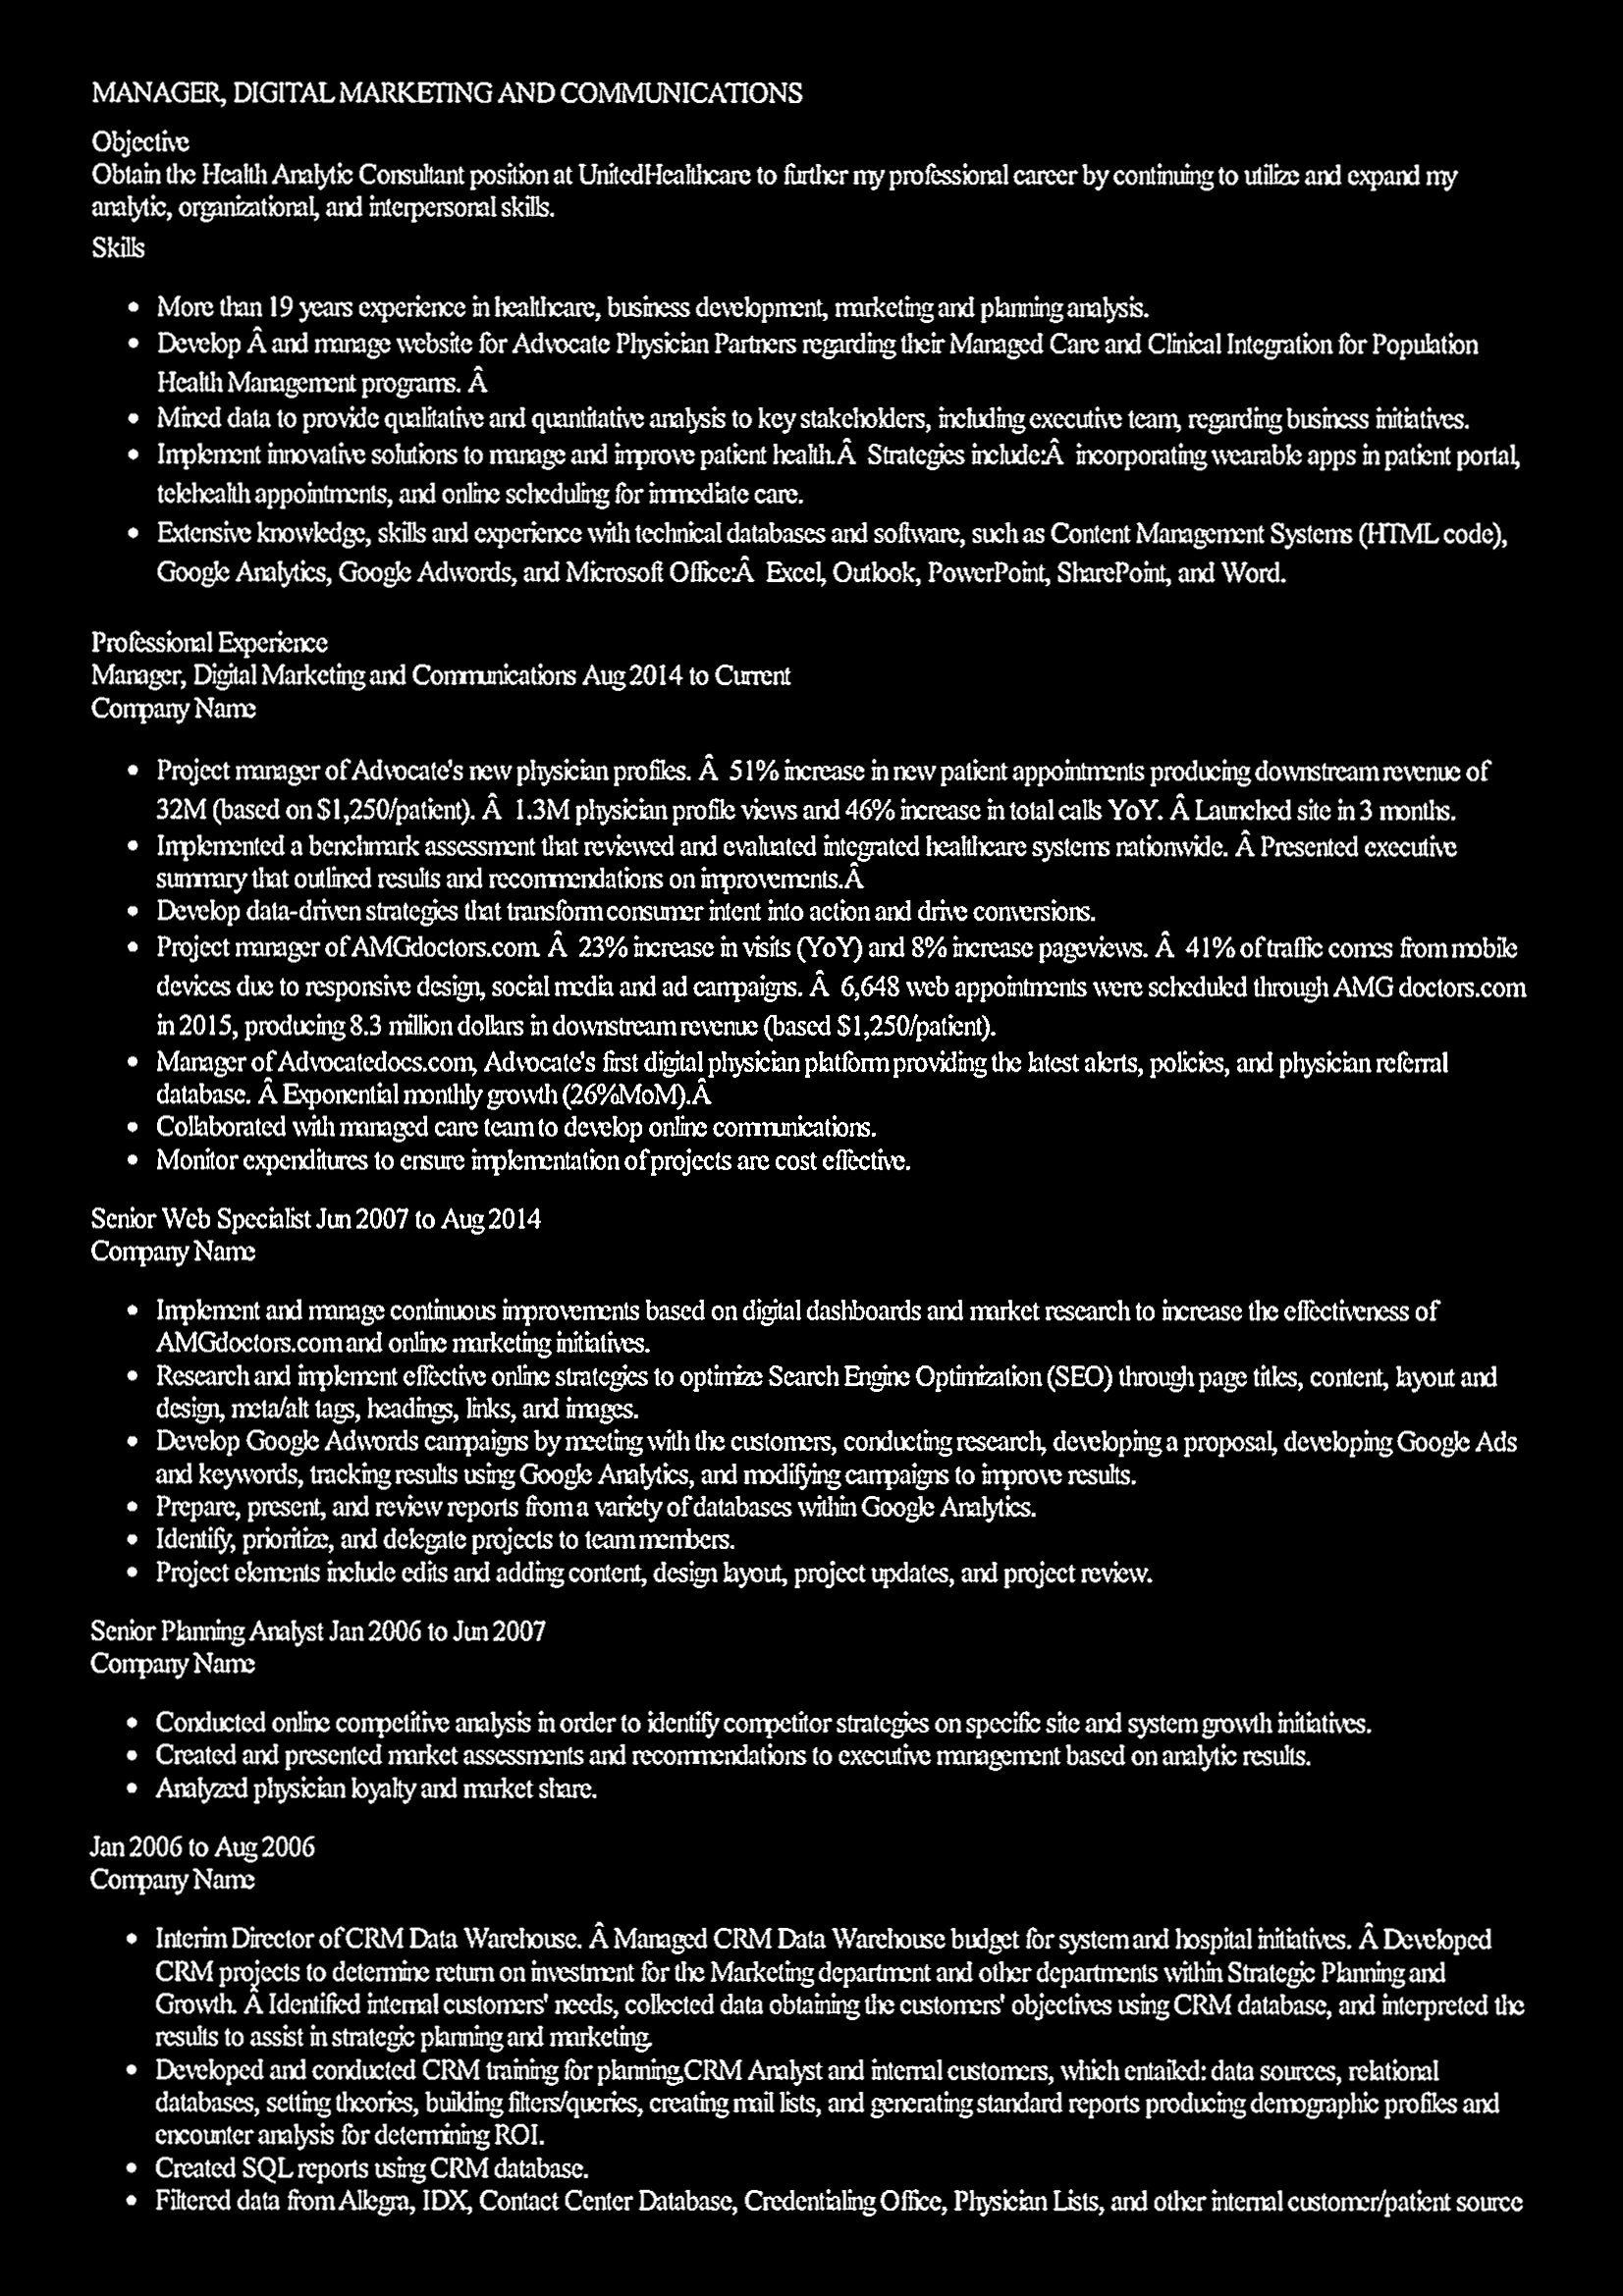 MANAGER, DIGITAL MARKETING AND COMMUNICATIONS
Objective
Obtain the Health Analytic Consultant position at UnitedHealthcare to further my professional career by continuing to utilize and expand my
analytic, organizational, and interpersonal skills.
Skills
• More than 19 years experience in healthcare, business development, marketing and planning analysis.
• Develop Â and manage website for Advocate Physician Partners regarding their Managed Care and Clinical Integration for Population
Health Management programs. Â
• Mined data to provide qualitative and quantitative analysis to key stakeholders, including executive team, regarding business initiatives.
• Implement innovative solutions to manage and improve patient health.Â Strategies include:Â incorporating wearable apps in patient portal,
telehealth appointments, and online scheduling for immediate care.
• Extensive knowledge, skills and experience with technical databases and software, such as Content Management Systems (HTML code),
Google Analytics, Google Adwords, and Microsoft Office:Â Excel, Outlook, PowerPoint, SharePoint, and Word.
Professional Experience
Manager, Digital Marketing and Communications Aug 2014 to Current
Company Name
• Project manager of Advocate's new physician profiles. Â 51% increase in new patient appointments producing downstream revenue of
32M (based on $1,250/patient). Â 1.3M physician profile views and 46% increase in total calls YoY. Â Launched site in 3 months.
• Implemented a benchmark assessment that reviewed and evaluated integrated healthcare systems nationwide. Â Presented executive
summary that outlined results and recommendations on improvements.Â
• Develop data-driven strategies that transform consumer intent into action and drive conversions.
• Project manager of AMGdoctors.com. Â 23% increase in visits (YoY) and 8% increase pageviews. Â 41% of traffic comes from mobile
devices due to responsive design, social media and ad campaigns. Â 6,648 web appointments were scheduled through AMG doctors.com
in 2015, producing 8.3 million dollars in downstream revenue (based $1,250/patient).
• Manager of Advocatedocs.com, Advocate's first digital physician platform providing the latest alerts, policies, and physician referral
database. Â Exponential monthly growth (26%MoM).Â
• Collaborated with managed care team to develop online communications.
• Monitor expenditures to ensure implementation of projects are cost effective.
Senior Web Specialist Jun 2007 to Aug 2014
Company Name
• Implement and manage continuous improvements based on digital dashboards and market research to increase the effectiveness of
AMGdoctors.com and online marketing initiatives.
• Research and implement effective online strategies to optimize Search Engine Optimization (SEO) through page titles, content, layout and
design, meta/alt tags, headings, links, and images.
• Develop Google Adwords campaigns by meeting with the customers, conducting research, developing a proposal, developing Google Ads
and keywords, tracking results using Google Analytics, and modifying campaigns to improve results.
• Prepare, present, and review reports from a variety of databases within Google Analytics.
• Identify, prioritize, and delegate projects to team members.
• Project elements include edits and adding content, design layout, project updates, and project review.
Senior Planning Analyst Jan 2006 to Jun 2007
Company Name
• Conducted online competitive analysis in order to identify competitor strategies on specific site and system growth initiatives.
• Created and presented market assessments and recommendations to executive management based on analytic results.
• Analyzed physician loyalty and market share.
Jan 2006 to Aug 2006
Company Name
• Interim Director of CRM Data Warehouse. Â Managed CRM Data Warehouse budget for system and hospital initiatives. Â Developed
CRM projects to determine return on investment for the Marketing department and other departments within Strategic Planning and
Growth. Â Identified internal customers' needs, collected data obtaining the customers' objectives using CRM database, and interpreted the
results to assist in strategic planning and marketing.
• Developed and conducted CRM training for planning,CRM Analyst and internal customers, which entailed: data sources, relational
databases, setting theories, building filters/queries, creating mail lists, and generating standard reports producing demographic profiles and
encounter analysis for determining ROI.
• Created SQL reports using CRM database.
• Filtered data from Allegra, IDX, Contact Center Database, Credentialing Office, Physician Lists, and other internal customer/patient source